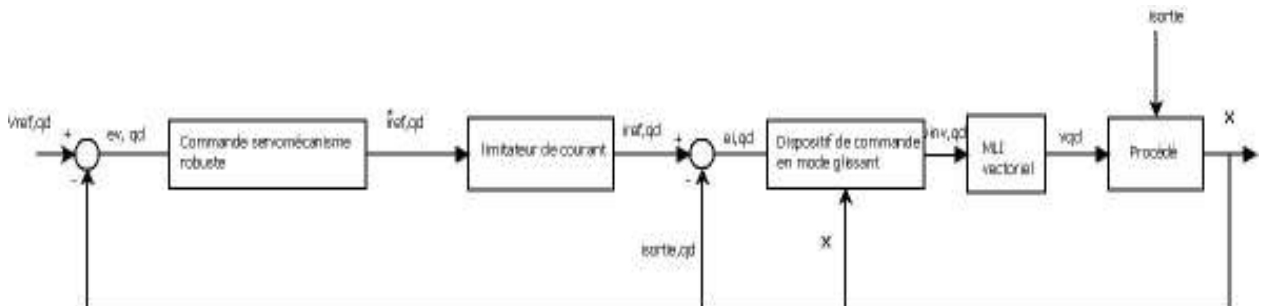 isortie
Vref,qd
+
-
ev, qd
Commande servomécanisme
robuste
*
iref,qd
limitateur de courant
iref,qd
+
-
ei,qd
Dispositif de commande
en mode glissant
vinv,qd
MLI
vectoriel
vqd
Procédé
X
isortie,qd
X